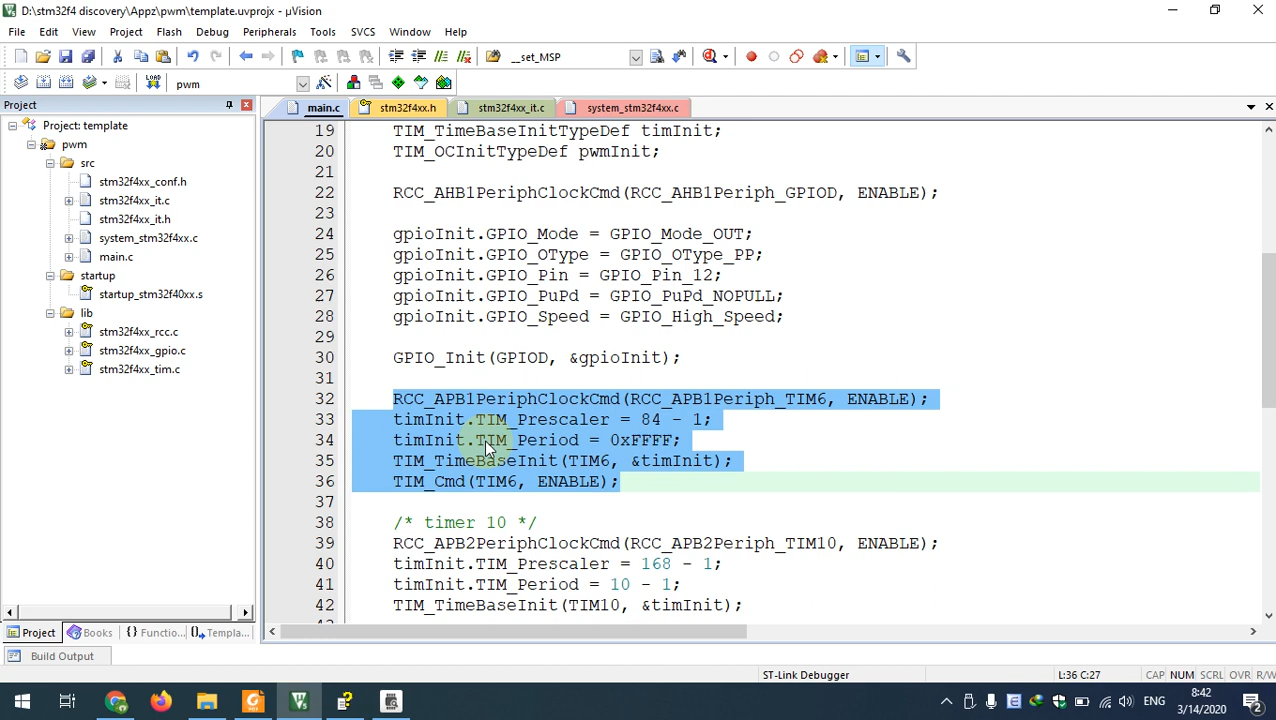 D:\stm32f4 discovery\Appz\pwm\template.uvprojx - µVision
File Edit View Project Flash Debug Peripherals Tools SVCS Window Help
__set_MSP
LOAD pwm
Project
main.c stm32f4xx.h stm32f4xx_it.c system_stm32f4xx.c
Project: template
pwm
src
stm32f4xx_conf.h
stm32f4xx_it.c
stm32f4xx_it.h
system_stm32f4xx.c
main.c
startup
startup_stm32f40xx.s
lib
stm32f4xx_rcc.c
stm32f4xx_gpio.c
stm32f4xx_tim.c
19 TIM_TimeBaseInitTypeDef timInit;
20 TIM_OCInitTypeDef pwmInit;
21
22 RCC_AHB1PeriphClockCmd(RCC_AHB1Periph_GPIOD, ENABLE);
23
24 gpioInit.GPIO_Mode = GPIO_Mode_OUT;
25 gpioInit.GPIO_OType = GPIO_OType_PP;
26 gpioInit.GPIO_Pin = GPIO_Pin_12;
27 gpioInit.GPIO_PuPd = GPIO_PuPd_NOPULL;
28 gpioInit.GPIO_Speed = GPIO_High_Speed;
29
30 GPIO_Init(GPIOD, &gpioInit);
31
32 RCC_APB1PeriphClockCmd(RCC_APB1Periph_TIM6, ENABLE);
33 timInit.TIM_Prescaler = 84 - 1;
34 timInit.TIM_Period = 0xFFFF;
35 TIM_TimeBaseInit(TIM6, &timInit);
36 TIM_Cmd(TIM6, ENABLE);
37
38 /* timer 10 */
39 RCC_APB2PeriphClockCmd(RCC_APB2Periph_TIM10, ENABLE);
40 timInit.TIM_Prescaler = 168 - 1;
41 timInit.TIM_Period = 10 - 1;
42 TIM_TimeBaseInit(TIM10, &timInit);
Project Books {} Functio... Templa...
Build Output
ST-Link Debugger L:36 C:27 CAP NUM SCRL OVR R/W
ENG 8:42
3/14/2020
2